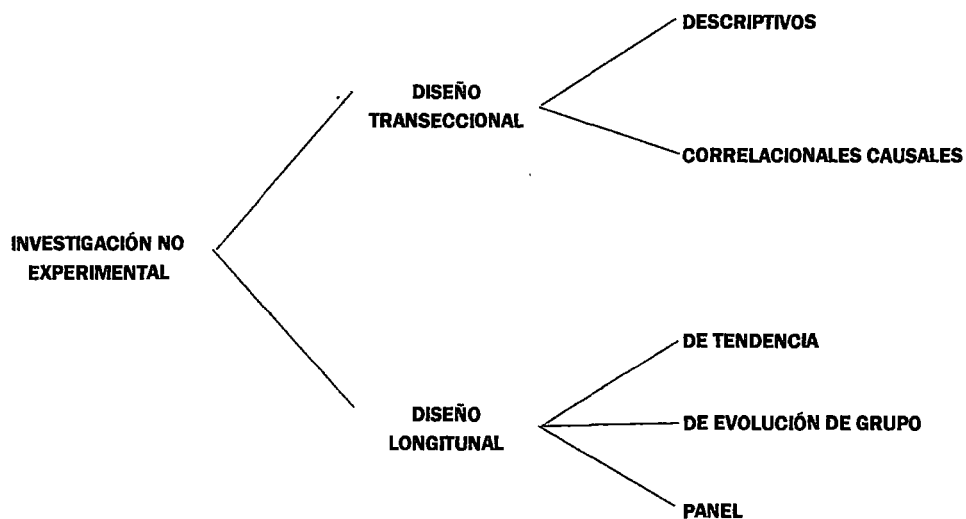 DESCRIPTIVOS
DISEÑO
TRANSECCIONAL
CORRELACIONALES CAUSALES
INVESTIGACIÓN NO
EXPERIMENTAL
DE TENDENCIA
DISEÑO
LONGITUNAL
DE EVOLUCIÓN DE GRUPO
PANEL